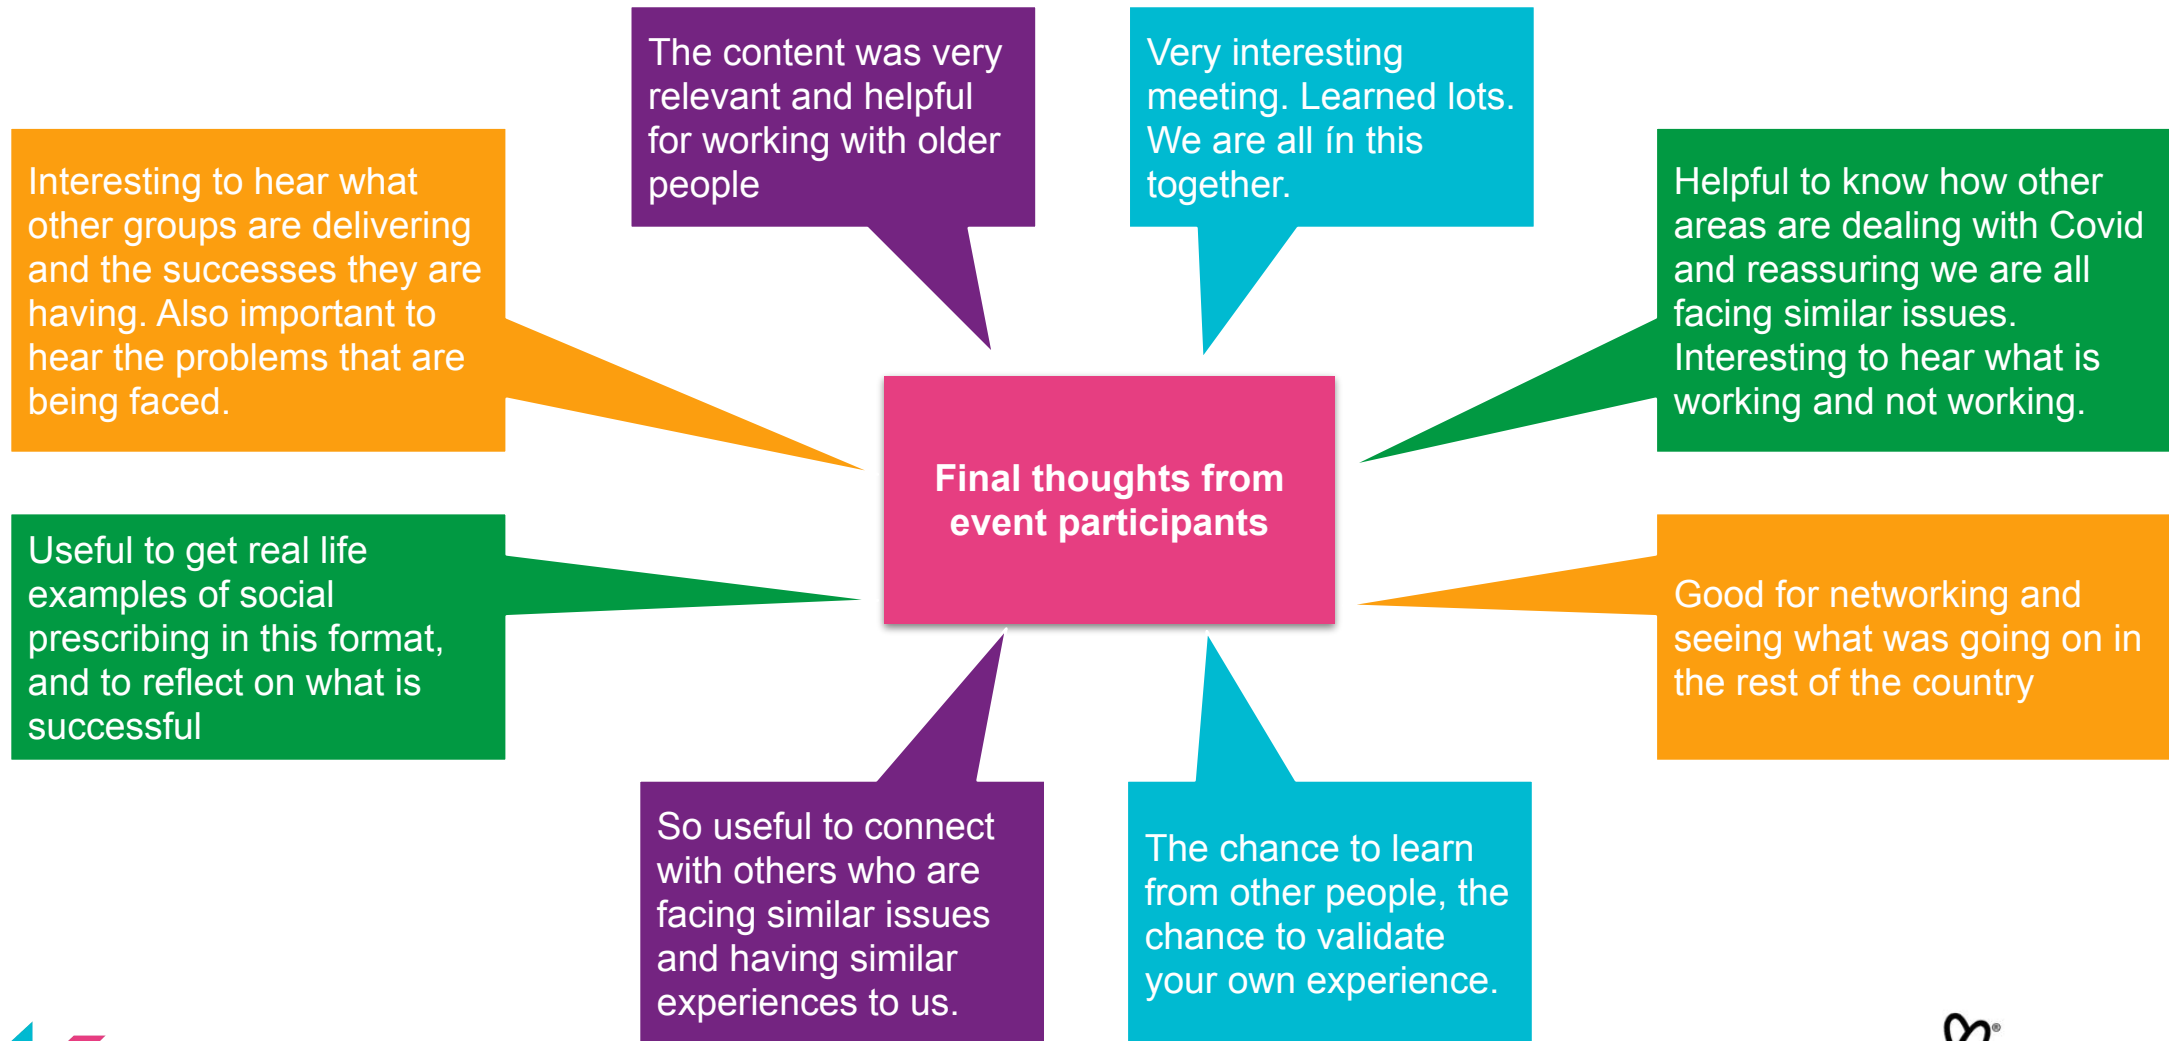 The content was very
relevant and helpful
for working with older
people
Very interesting
meeting. Learned lots.
We are all ín this
together.
Interesting to hear what
other groups are delivering
and the successes they are
having. Also important to
hear the problems that are
being faced.
Helpful to know how other
areas are dealing with Covid
and reassuring we are all
facing similar issues.
Interesting to hear what is
working and not working.
Final thoughts from
event participants
Useful to get real life
examples of social
prescribing in this format,
and to reflect on what is
successful
Good for networking and
seeing what was going on in
the rest of the country
So useful to connect
with others who are
facing similar issues
and having similar
experiences to us.
The chance to learn
from other people, the
chance to validate
your own experience.
®